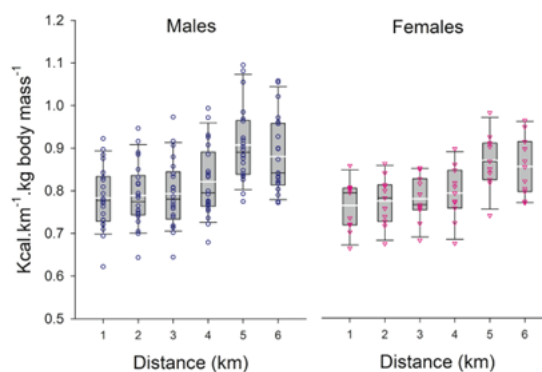 Males
Females
Kcal.km⁻¹.kg body mass⁻¹
1.2
1.1
1.0
0.9
0.8
0.7
0.6
0.5
1 2 3 4 5 6
1 2 3 4 5 6
Distance (km)
Distance (km)